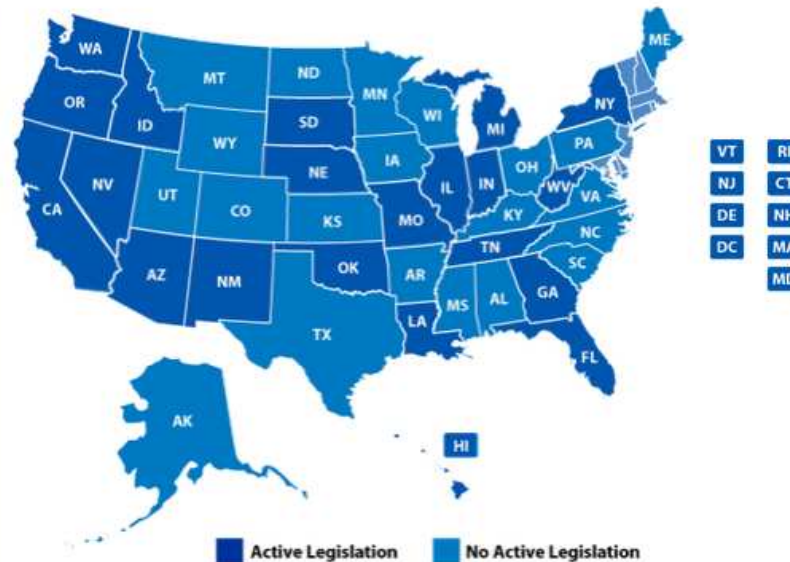 WA
ME
MT
ND
MN
OR
NY
ID
WI
SD
MI
WY
PA
IA
NE
OH
NV
IL
IN
UT
WV
CO
VA
CA
KS
MO
KY
NC
TN
OK
AZ
NM
AR
SC
MS
AL
GA
LA
TX
FL
AK
HI
VT
NJ
CT
DE
NH
DC
MA
Active Legislation No Active Legislation